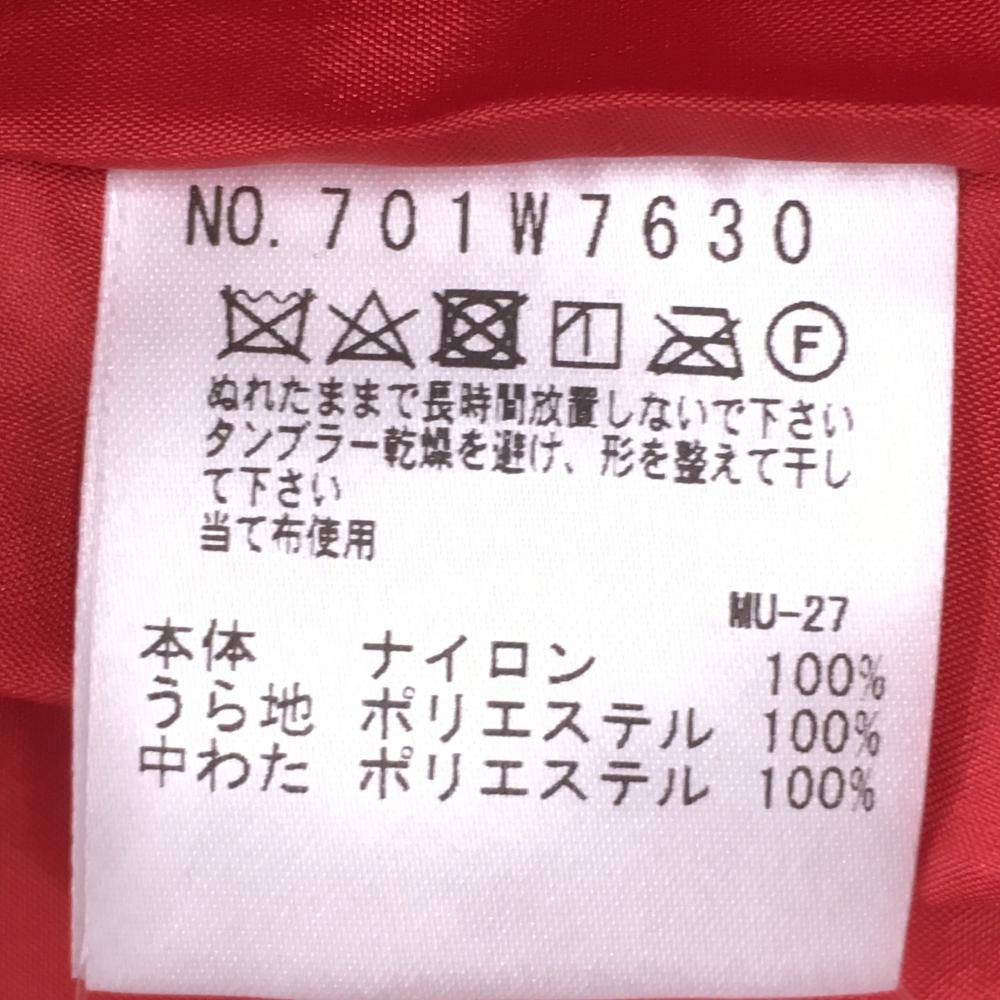 NO. 701W7630
F
ぬれたままで長時間放置しないで下さい
タンブラー乾燥を避け、形を整えて干し
て下さい
当て布使用
MU-27
本体 ナイロン 100%
うら地 ポリエステル 100%
中わた ポリエステル 100%